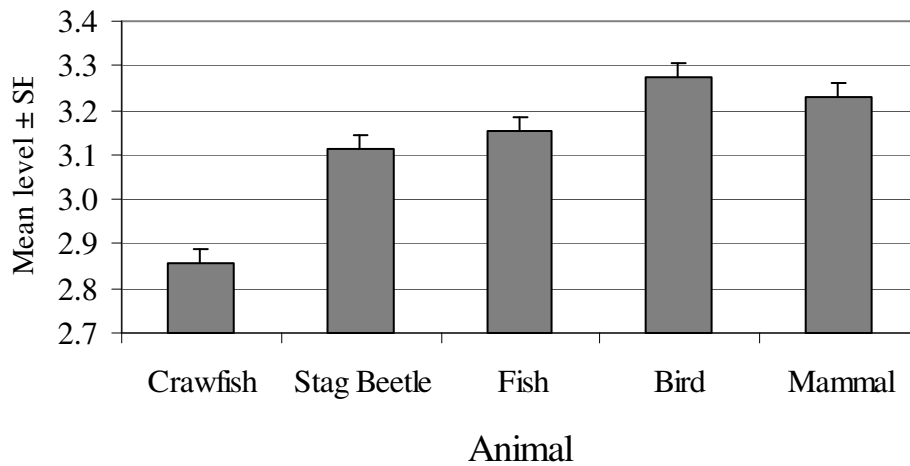 3.4
3.3
3.2
3.1
3.0
2.9
2.8
2.7
Mean level ± SE
Crawfish Stag Beetle Fish Bird Mammal
Animal